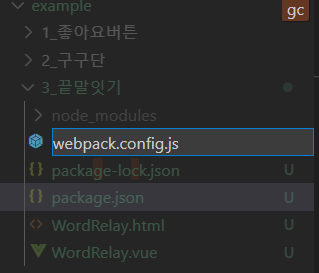 example
gc
1_좋아요버튼
2_구구단
3_끝말잇기
node_modules
webpack.config.js
package-lock.json U
package.json U
WordRelay.html U
WordRelay.vue U